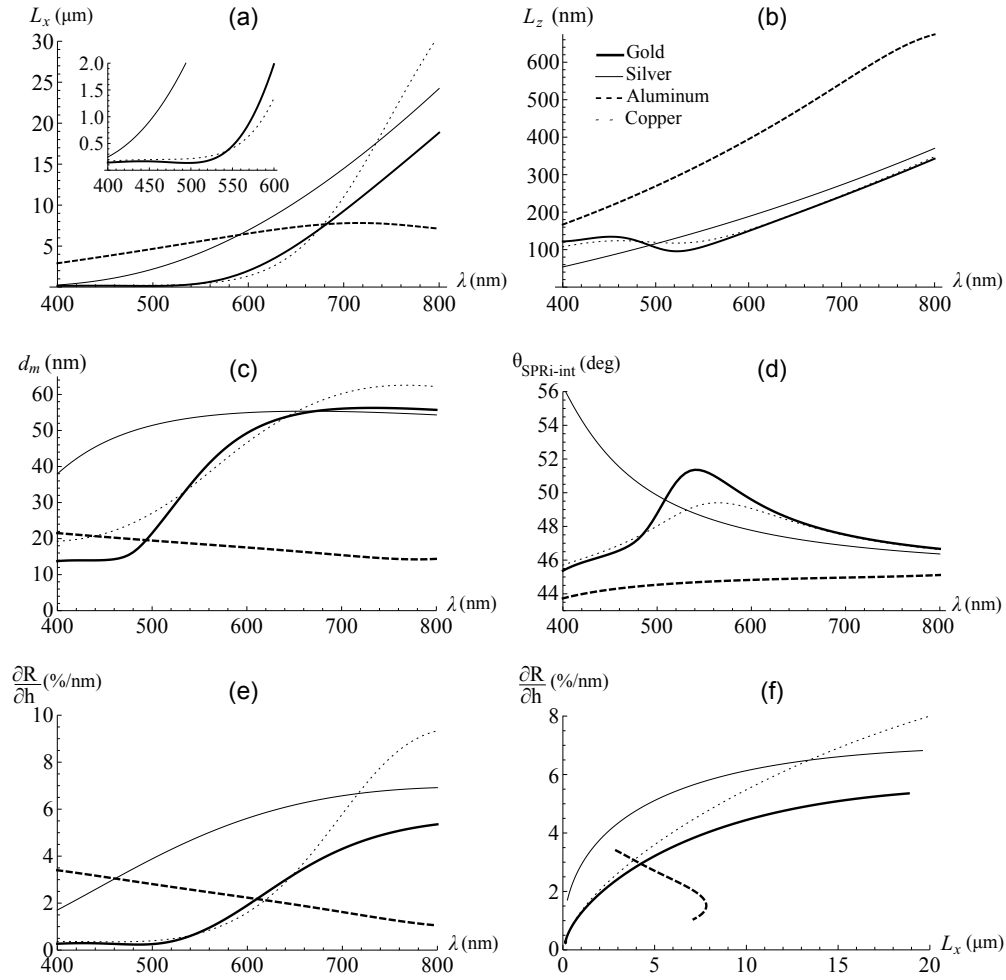 L_x (μm)
(a)
30
25
20
15
10
5
2.0
1.5
1.0
0.5
400 450 500 550 600
400 500 600 700 800
λ (nm)
L_z (nm)
(b)
600
500
400
300
200
100
Gold
Silver
Aluminum
Copper
400 500 600 700 800
λ (nm)
d_m (nm)
(c)
60
50
40
30
20
10
0
400 500 600 700 800
λ (nm)
θ_SPRi-int (deg)
(d)
56
54
52
50
48
46
44
400 500 600 700 800
λ (nm)
∂R/∂h (%/nm)
(e)
10
8
6
4
2
0
400 500 600 700 800
λ (nm)
∂R/∂h (%/nm)
(f)
8
6
4
2
0
0 5 10 15 20
L_x (μm)